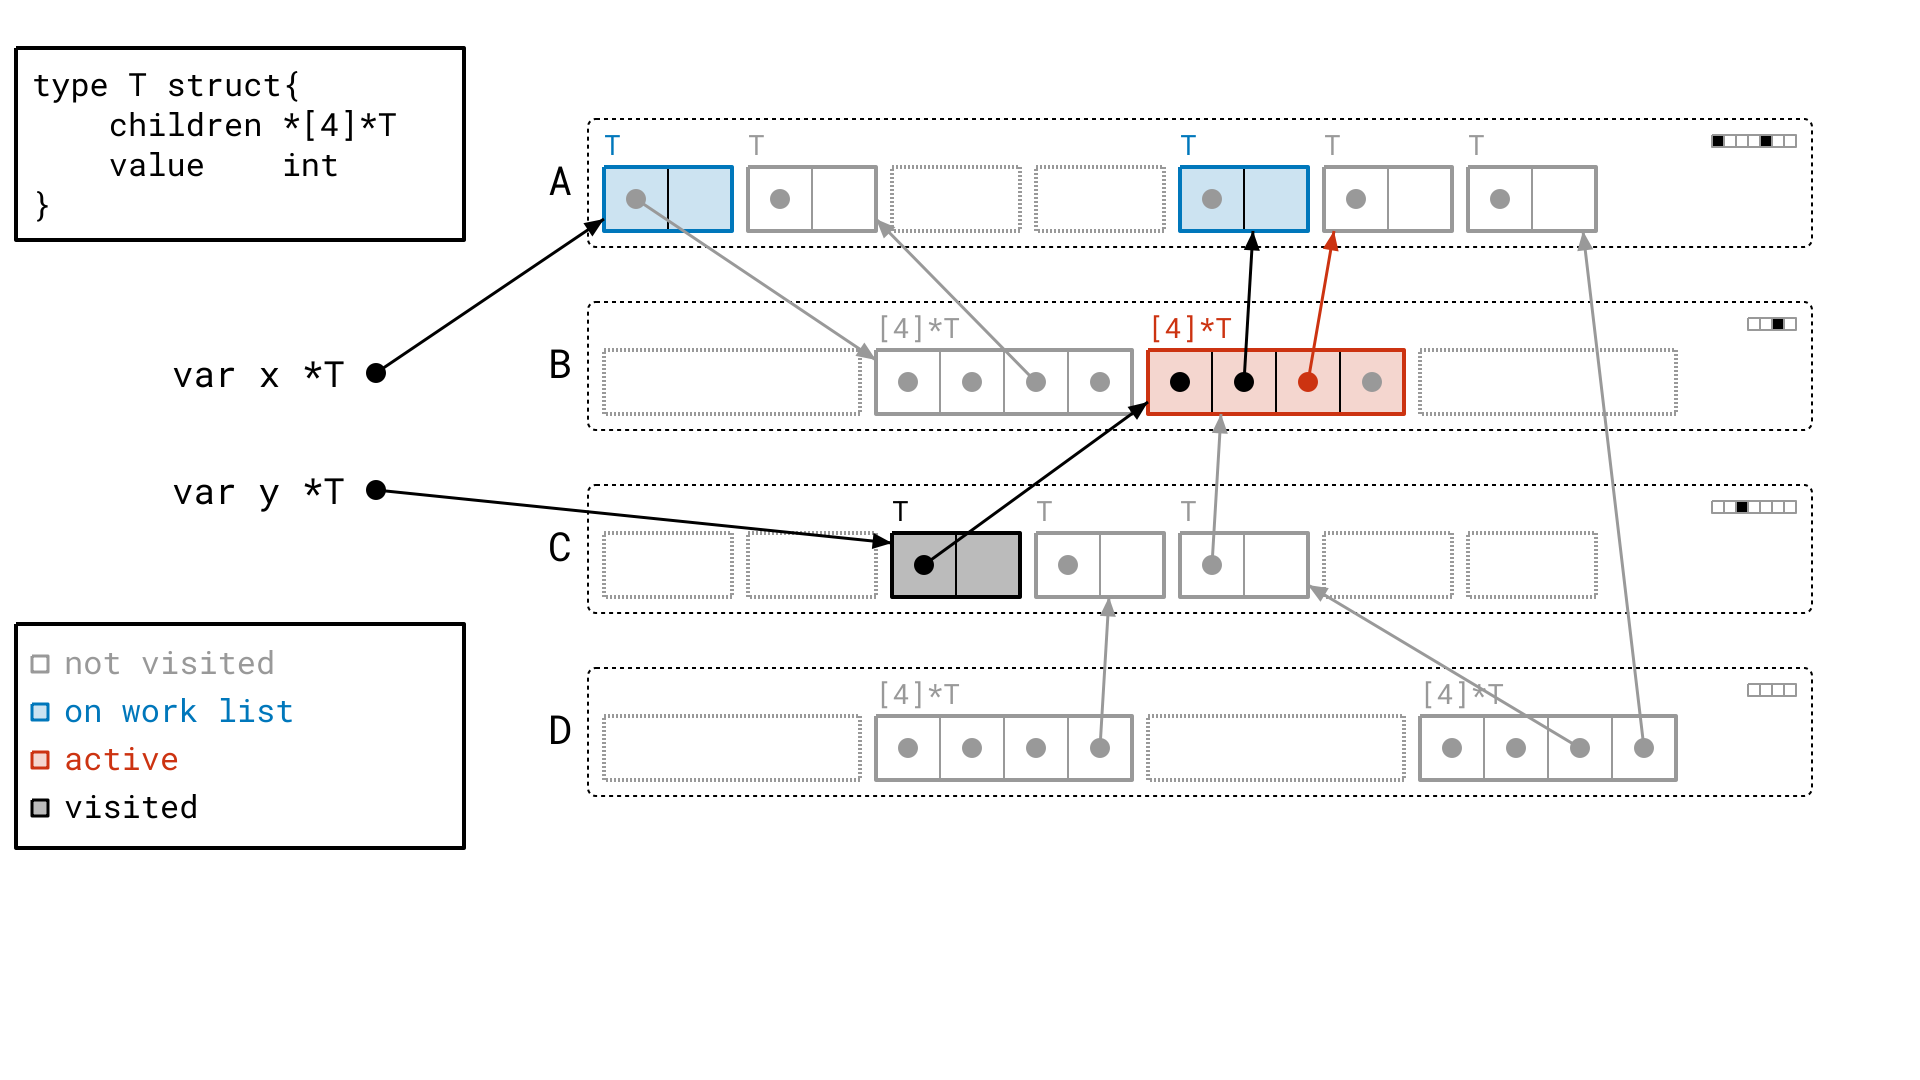 type T struct{
    children *[4]*T
    value    int
}
T T T T T
A
var x *T
[4]*T [4]*T
B
var y *T
T T T
C
[4]*T [4]*T
D
not visited
on work list
active
visited